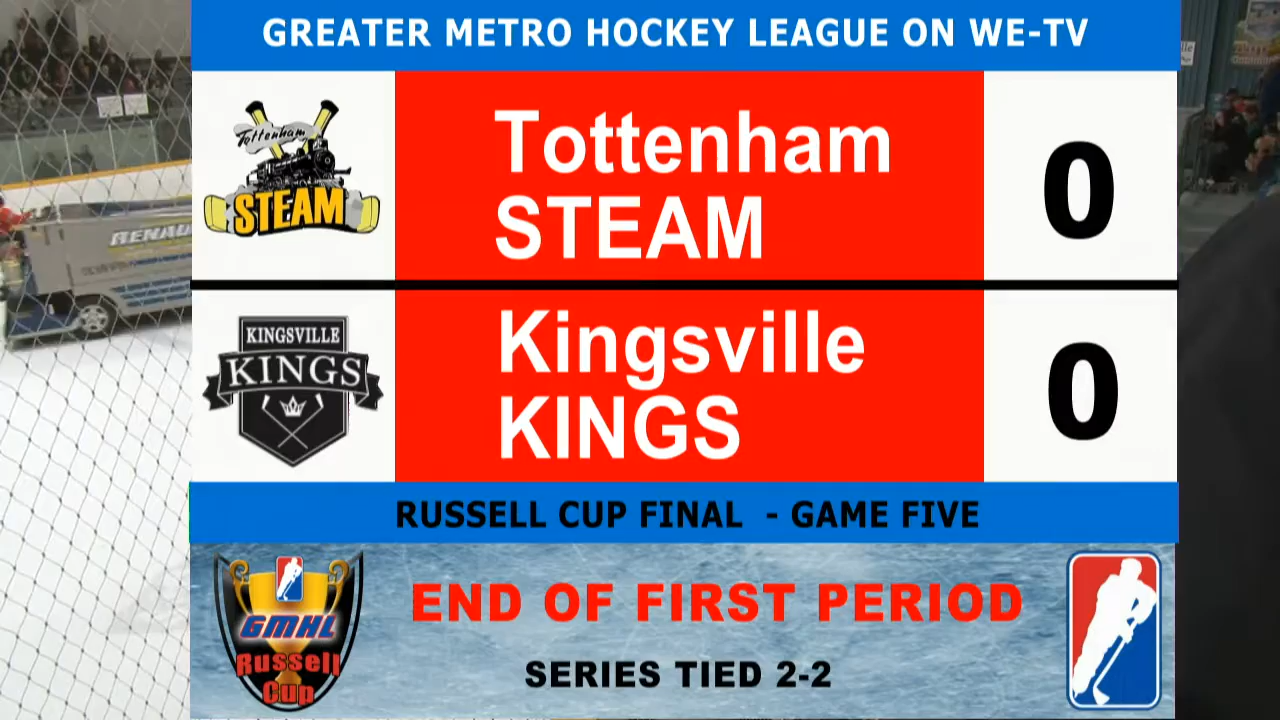 GREATER METRO HOCKEY LEAGUE ON WE-TV
Tottenham
STEAM
Tottenham
STEAM
0
KINGSVILLE
KINGS
Kingsville
KINGS
0
RUSSELL CUP FINAL - GAME FIVE
GMHL
Russell
Cup
END OF FIRST PERIOD
SERIES TIED 2-2